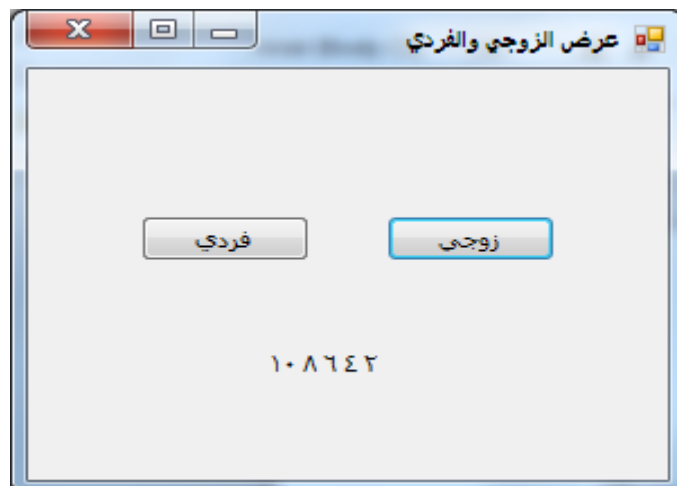 عرض الزوجي والفردي
زوجي فردي
٢ ٤ ٦ ٨ ١٠